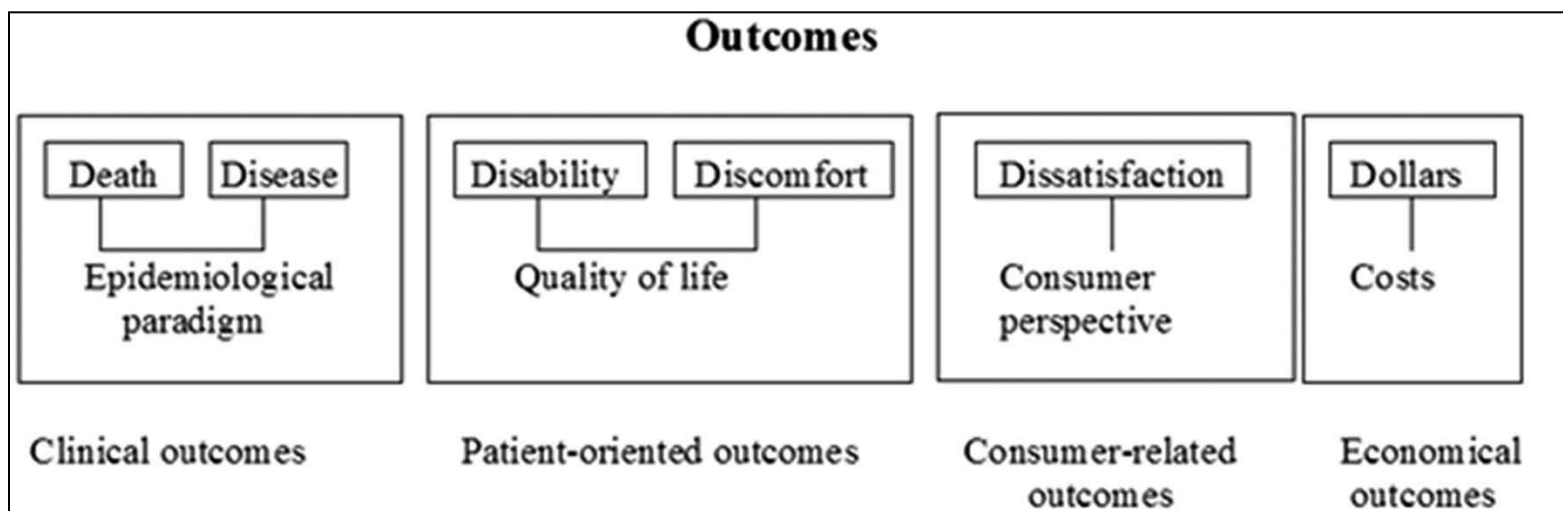 Outcomes
Death
Disease
Epidemiological
paradigm
Clinical outcomes
Disability
Discomfort
Quality of life
Patient-oriented outcomes
Dissatisfaction
Consumer
perspective
Consumer-related
outcomes
Dollars
Costs
Economical
outcomes